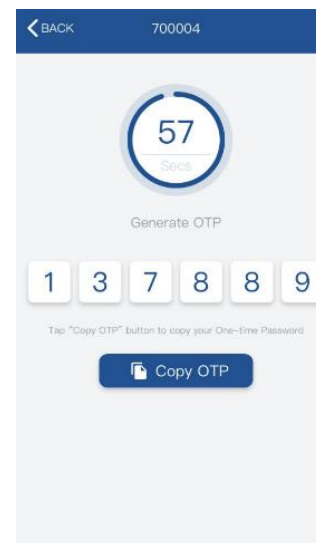 BACK 700004
57
Secs
Generate OTP
1 3 7 8 8 9
Tap "Copy OTP" button to copy your One-time Password
Copy OTP